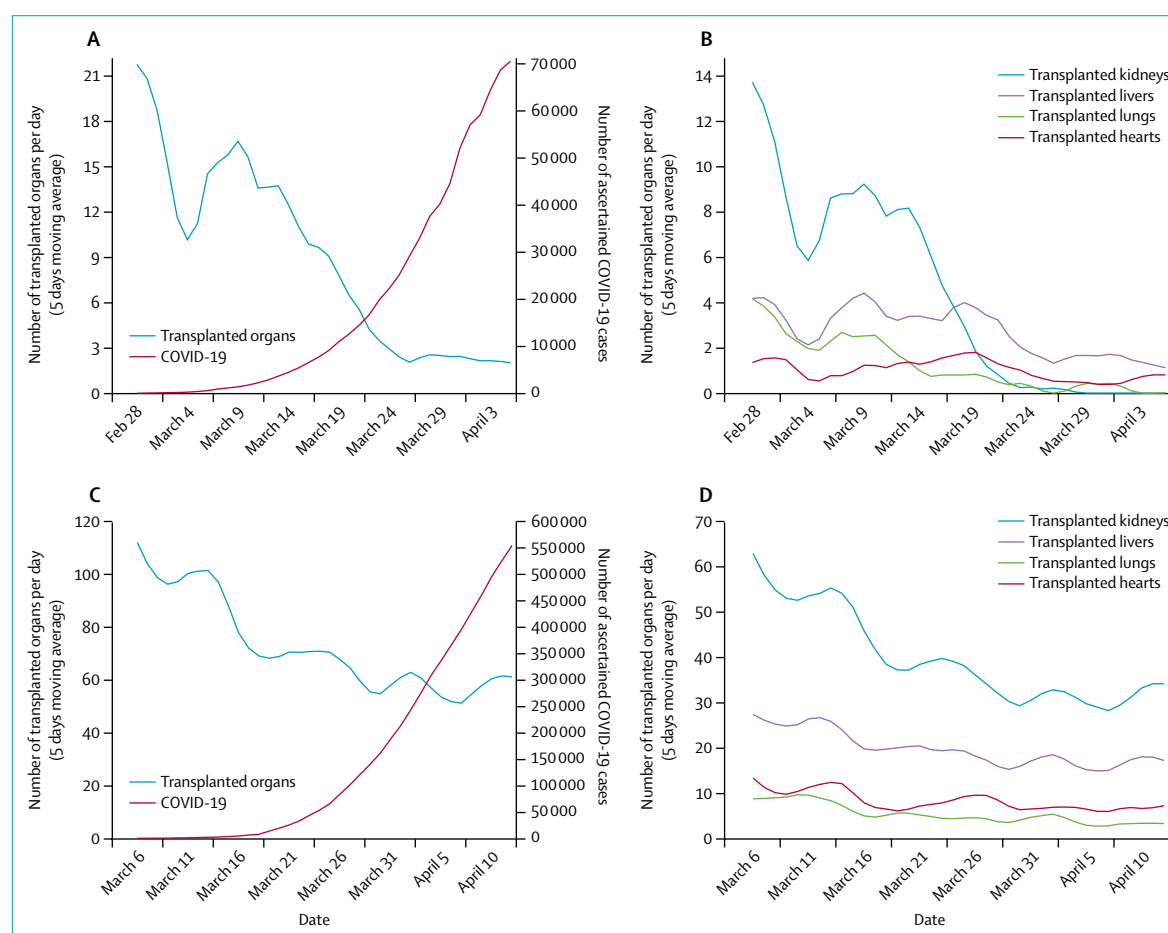 A
Number of transplanted organs per day
(5 days moving average)
21
18
15
12
9
6
3
0
70 000
60 000
50 000
40 000
30 000
20 000
10 000
0
Number of ascertained COVID-19 cases
Transplanted organs
COVID-19
Feb 28
March 4
March 9
March 14
March 19
March 24
March 29
April 3
B
Number of transplanted organs per day
(5 days moving average)
14
12
10
8
6
4
2
0
Transplanted kidneys
Transplanted livers
Transplanted lungs
Transplanted hearts
Feb 28
March 4
March 9
March 14
March 19
March 24
March 29
April 3
C
Number of transplanted organs per day
(5 days moving average)
120
100
80
60
40
20
0
600 000
550 000
500 000
450 000
400 000
350 000
300 000
250 000
200 000
150 000
100 000
50 000
0
Number of ascertained COVID-19 cases
Transplanted organs
COVID-19
March 6
March 11
March 16
March 21
March 26
March 31
April 5
April 10
Date
D
Number of transplanted organs per day
(5 days moving average)
70
60
50
40
30
20
10
0
Transplanted kidneys
Transplanted livers
Transplanted lungs
Transplanted hearts
March 6
March 11
March 16
March 21
March 26
March 31
April 5
April 10
Date